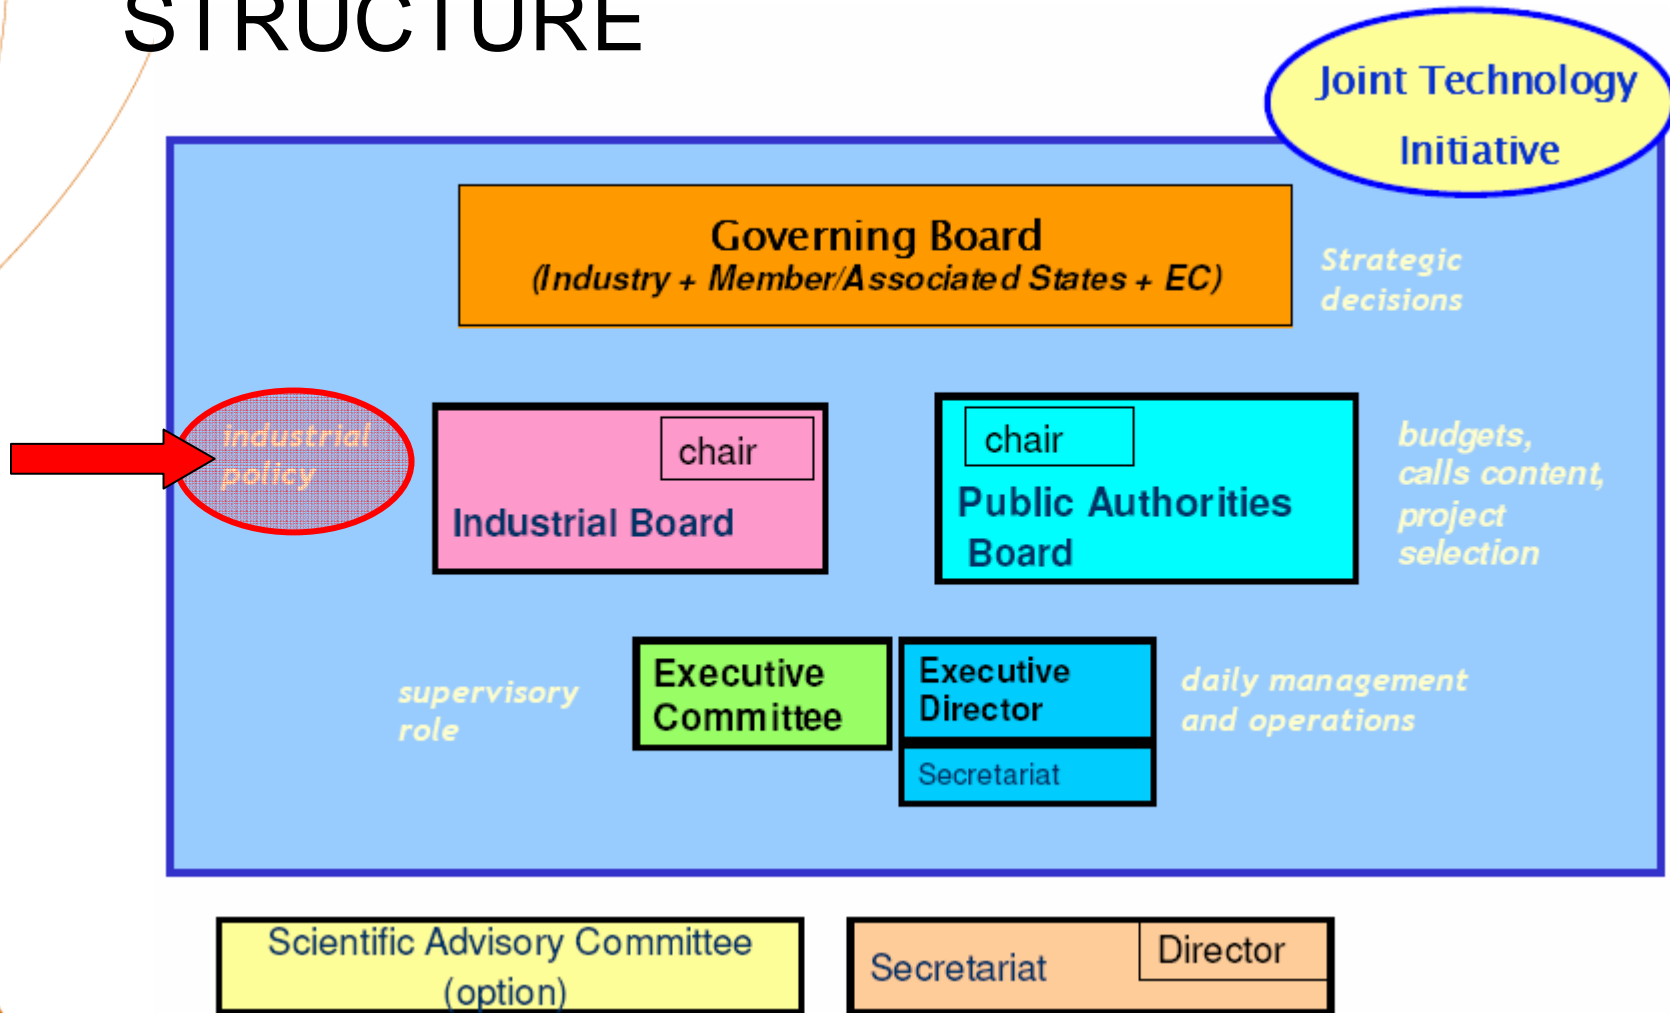 STRUCTURE
Joint Technology
Initiative
Governing Board
(Industry + Member/Associated States + EC)
Strategic
decisions
industrial
policy
chair
Industrial Board
chair
Public Authorities
Board
budgets,
calls content,
project
selection
supervisory
role
Executive
Committee
Executive
Director
Secretariat
daily management
and operations
Scientific Advisory Committee
(option)
Secretariat
Director